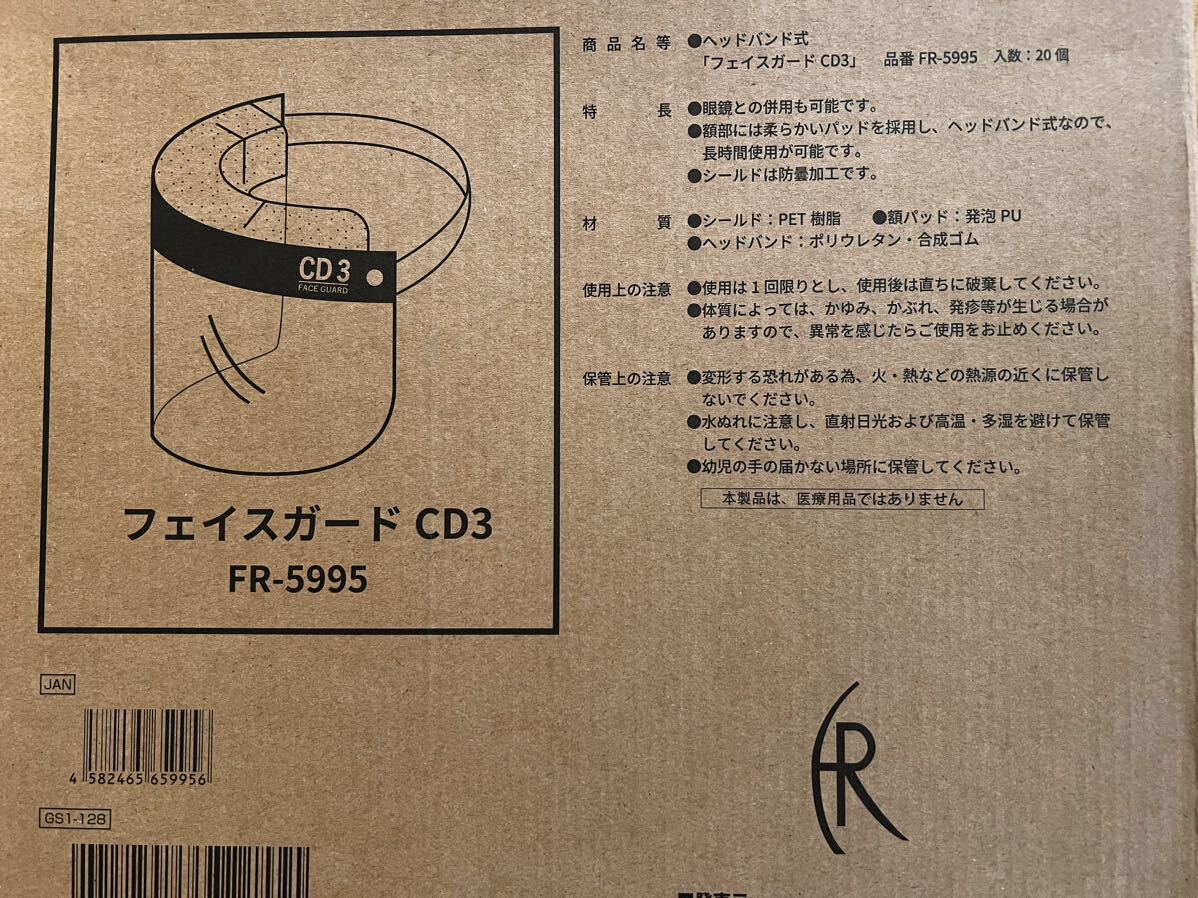 CD 3
FACE GUARD
フェイスガード CD3
FR-5995
商品名等 ●ヘッドバンド式
「フェイスガード CD3」 品番 FR-5995 入数：20 個
特長 ●眼鏡との併用も可能です。
●額部には柔らかいパッドを採用し、ヘッドバンド式なので、
長時間使用が可能です。
●シールドは防曇加工です。
材質 ●シールド：PET 樹脂 ●額パッド：発泡 PU
●ヘッドバンド：ポリウレタン・合成ゴム
使用上の注意 ●使用は 1 回限りとし、使用後は直ちに破棄してください。
●体質によっては、かゆみ、かぶれ、発疹等が生じる場合が
ありますので、異常を感じたらご使用をお止めください。
保管上の注意 ●変形する恐れがある為、火・熱などの熱源の近くに保管し
ないでください。
●水ぬれに注意し、直射日光および高温・多湿を避けて保管
してください。
●幼児の手の届かない場所に保管してください。
本製品は、医療用品ではありません
JAN
4 582465 659956
GS1-128
FR